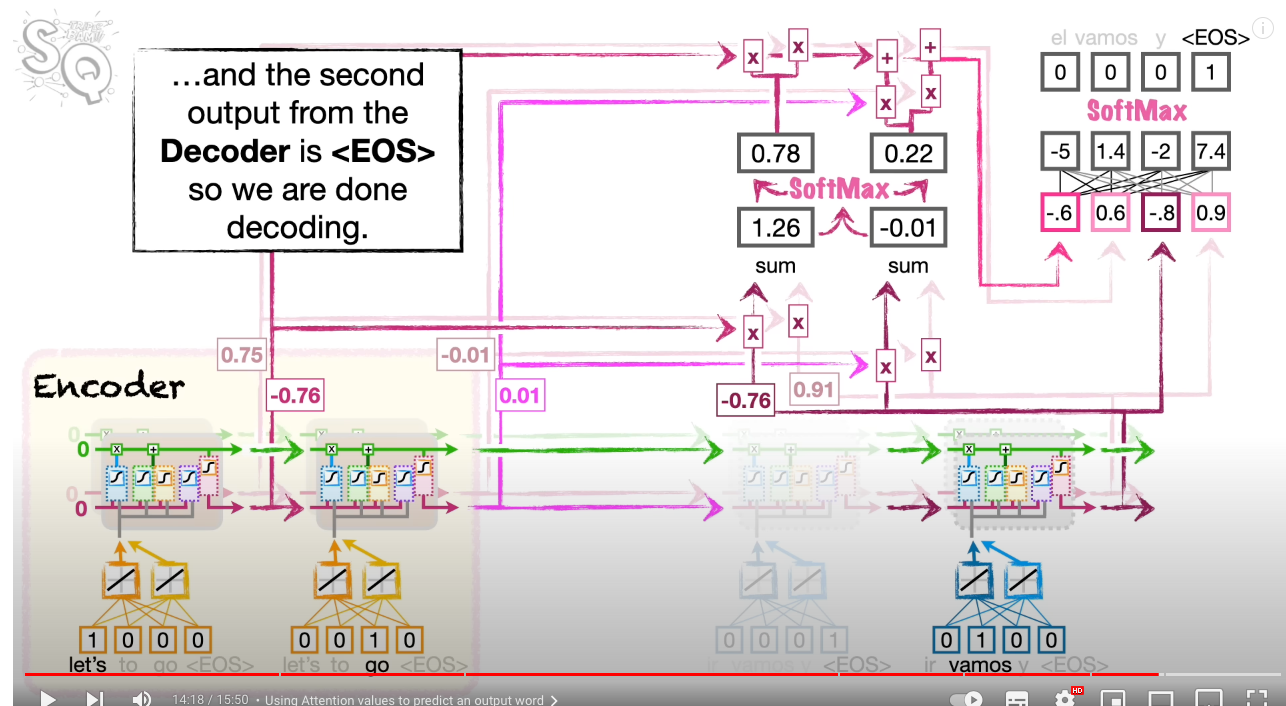 SQ
...and the second
output from the
Decoder is <EOS>
so we are done
decoding.
x x + +
x x
0.78 0.22
SoftMax
1.26 -0.01
sum sum
x x
x x
el vamos y <EOS>
0 0 0 1
SoftMax
-5 1.4 -2 7.4
-.6 0.6 -.8 0.9
0.75 -0.01
-0.76 0.01 -0.76 0.91
Encoder
0
0
0
0
x + x + x +
1 0 0 0 0 0 1 0 0 0 0 1 0 1 0 0
let's to go <EOS> let's to go <EOS> ir vamos y <EOS> ir vamos y <EOS>
14:18 / 15:50 • Using Attention values to predict an output word
HD